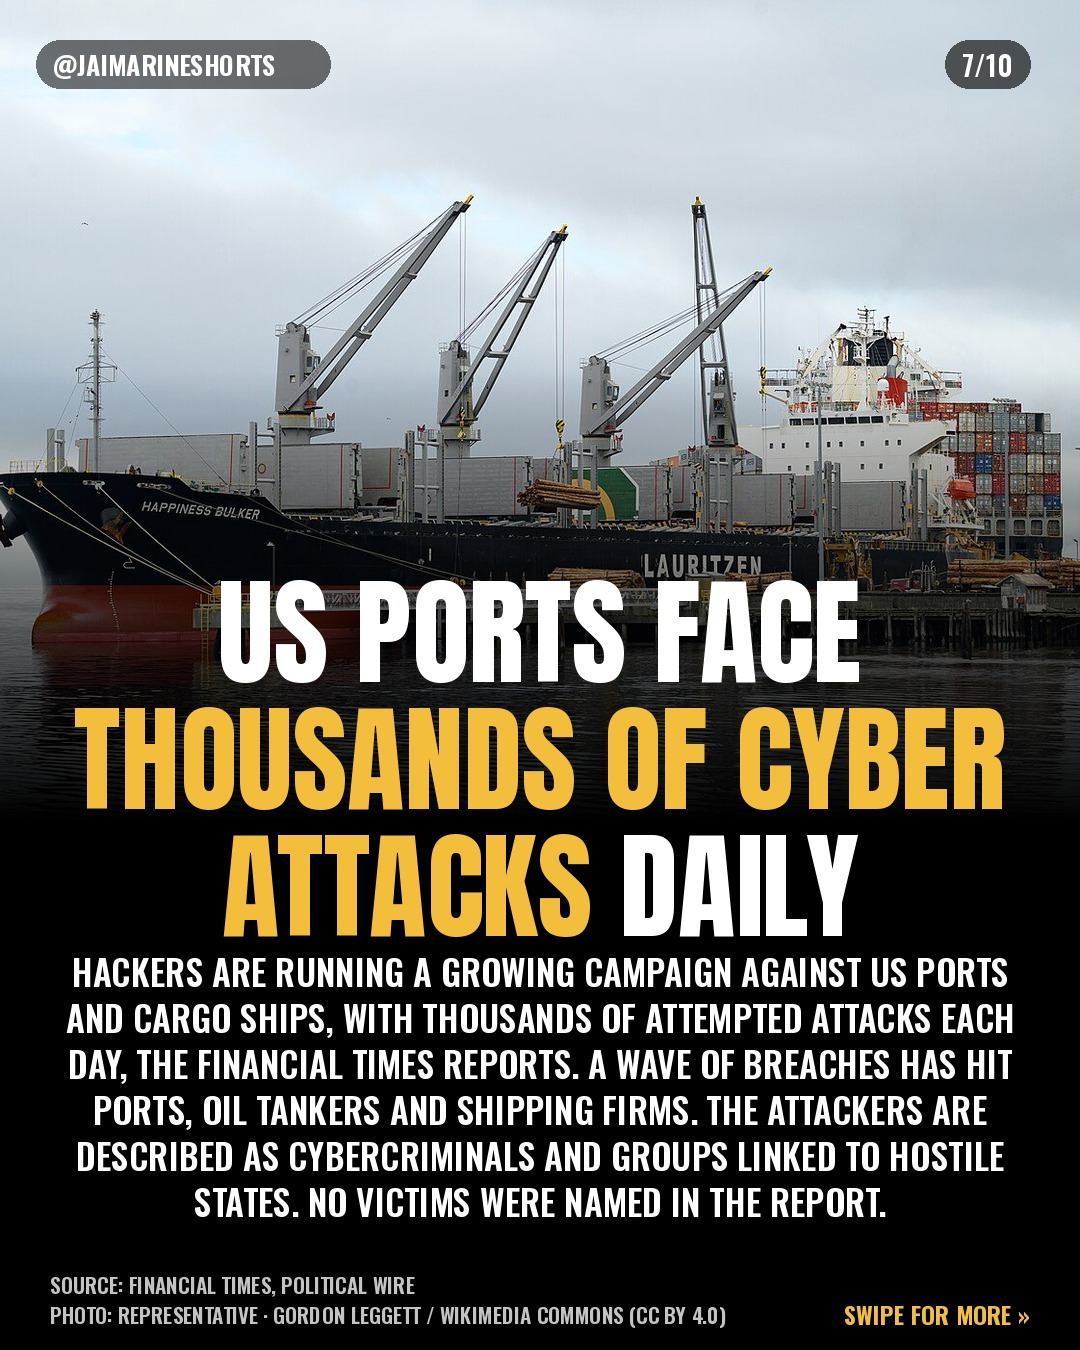 @JAIMARINESHORTS
7/10
HAPPINESS BULKER
LAURITZEN
US PORTS FACE
THOUSANDS OF CYBER
ATTACKS DAILY
HACKERS ARE RUNNING A GROWING CAMPAIGN AGAINST US PORTS
AND CARGO SHIPS, WITH THOUSANDS OF ATTEMPTED ATTACKS EACH
DAY, THE FINANCIAL TIMES REPORTS. A WAVE OF BREACHES HAS HIT
PORTS, OIL TANKERS AND SHIPPING FIRMS. THE ATTACKERS ARE
DESCRIBED AS CYBERCRIMINALS AND GROUPS LINKED TO HOSTILE
STATES. NO VICTIMS WERE NAMED IN THE REPORT.
SOURCE: FINANCIAL TIMES, POLITICAL WIRE
PHOTO: REPRESENTATIVE · GORDON LEGGETT / WIKIMEDIA COMMONS (CC BY 4.0)
SWIPE FOR MORE »